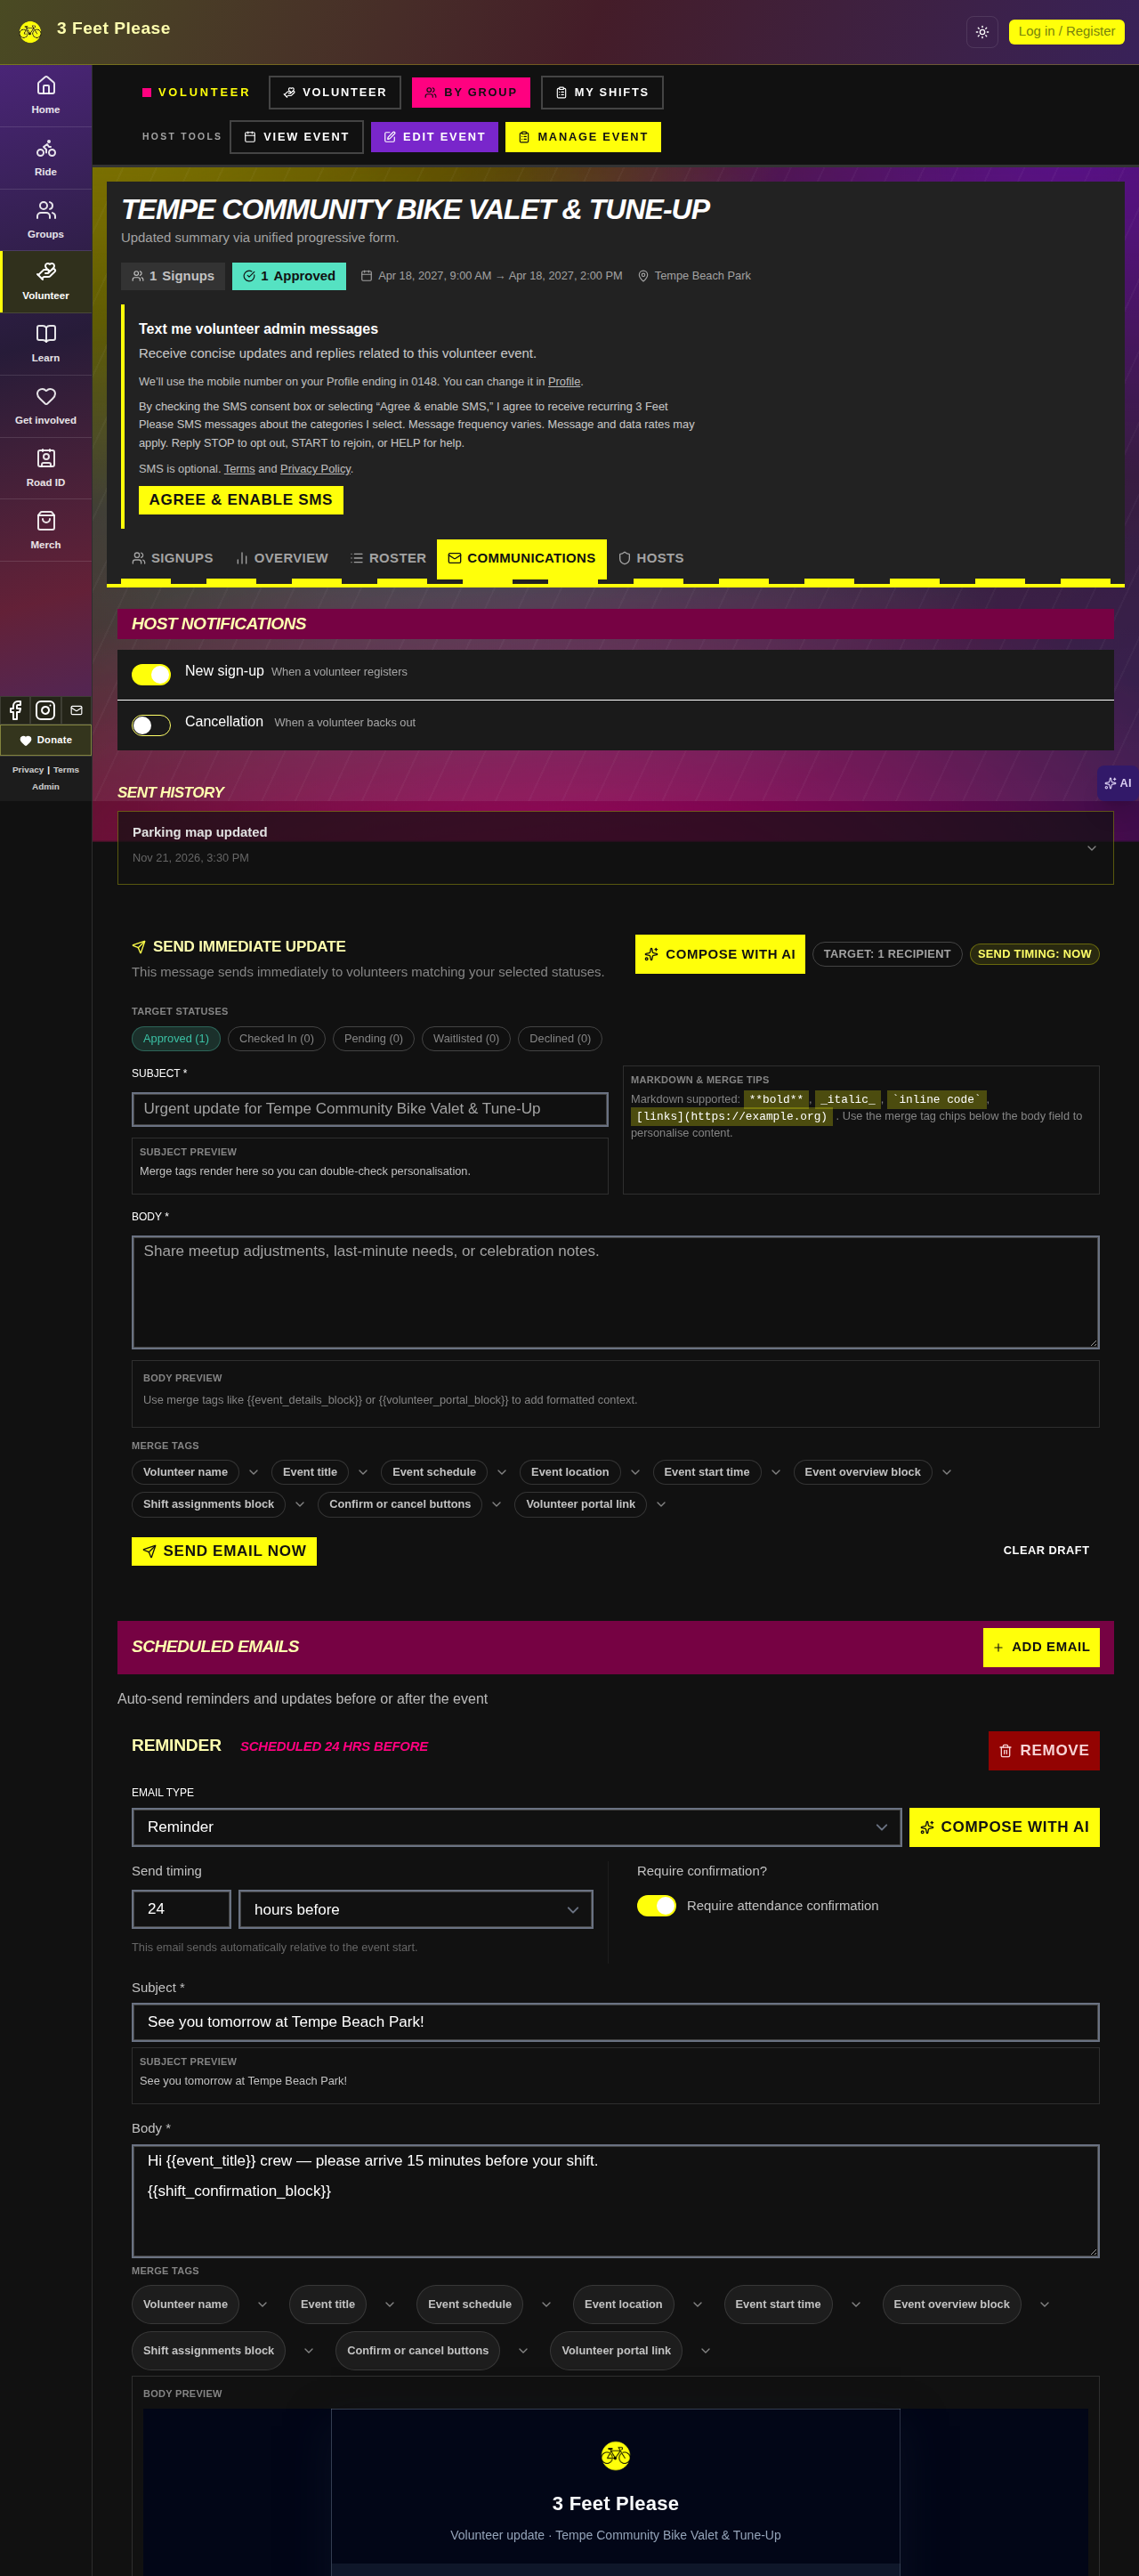 3 Feet Please
Log in / Register
Home
Ride
Groups
Volunteer
Learn
Get involved
Road ID
Merch
Donate
Privacy | Terms
Admin
VOLUNTEER
VOLUNTEER
BY GROUP
MY SHIFTS
HOST TOOLS
VIEW EVENT
EDIT EVENT
MANAGE EVENT
TEMPE COMMUNITY BIKE VALET & TUNE-UP
Updated summary via unified progressive form.
1 Signups
1 Approved
Apr 18, 2027, 9:00 AM → Apr 18, 2027, 2:00 PM
Tempe Beach Park
Text me volunteer admin messages
Receive concise updates and replies related to this volunteer event.
We’ll use the mobile number on your Profile ending in 0148. You can change it in Profile.
By checking the SMS consent box or selecting “Agree & enable SMS,” I agree to receive recurring 3 Feet
Please SMS messages about the categories I select. Message frequency varies. Message and data rates may
apply. Reply STOP to opt out, START to rejoin, or HELP for help.
SMS is optional. Terms and Privacy Policy.
AGREE & ENABLE SMS
SIGNUPS
OVERVIEW
ROSTER
COMMUNICATIONS
HOSTS
HOST NOTIFICATIONS
New sign-up When a volunteer registers
Cancellation When a volunteer backs out
AI
SENT HISTORY
Parking map updated
Nov 21, 2026, 3:30 PM
SEND IMMEDIATE UPDATE
This message sends immediately to volunteers matching your selected statuses.
COMPOSE WITH AI
TARGET: 1 RECIPIENT
SEND TIMING: NOW
TARGET STATUSES
Approved (1)
Checked In (0)
Pending (0)
Waitlisted (0)
Declined (0)
SUBJECT *
Urgent update for Tempe Community Bike Valet & Tune-Up
SUBJECT PREVIEW
Merge tags render here so you can double-check personalisation.
MARKDOWN & MERGE TIPS
Markdown supported: **bold**, _italic_, `inline code`,
[links](https://example.org) . Use the merge tag chips below the body field to
personalise content.
BODY *
Share meetup adjustments, last-minute needs, or celebration notes.
BODY PREVIEW
Use merge tags like {{event_details_block}} or {{volunteer_portal_block}} to add formatted context.
MERGE TAGS
Volunteer name
Event title
Event schedule
Event location
Event start time
Event overview block
Shift assignments block
Confirm or cancel buttons
Volunteer portal link
SEND EMAIL NOW
CLEAR DRAFT
SCHEDULED EMAILS
ADD EMAIL
Auto-send reminders and updates before or after the event
REMINDER
SCHEDULED 24 HRS BEFORE
REMOVE
EMAIL TYPE
Reminder
COMPOSE WITH AI
Send timing
24
hours before
This email sends automatically relative to the event start.
Require confirmation?
Require attendance confirmation
Subject *
See you tomorrow at Tempe Beach Park!
SUBJECT PREVIEW
See you tomorrow at Tempe Beach Park!
Body *
Hi {{event_title}} crew — please arrive 15 minutes before your shift.
{{shift_confirmation_block}}
MERGE TAGS
Volunteer name
Event title
Event schedule
Event location
Event start time
Event overview block
Shift assignments block
Confirm or cancel buttons
Volunteer portal link
BODY PREVIEW
3 Feet Please
Volunteer update · Tempe Community Bike Valet & Tune-Up